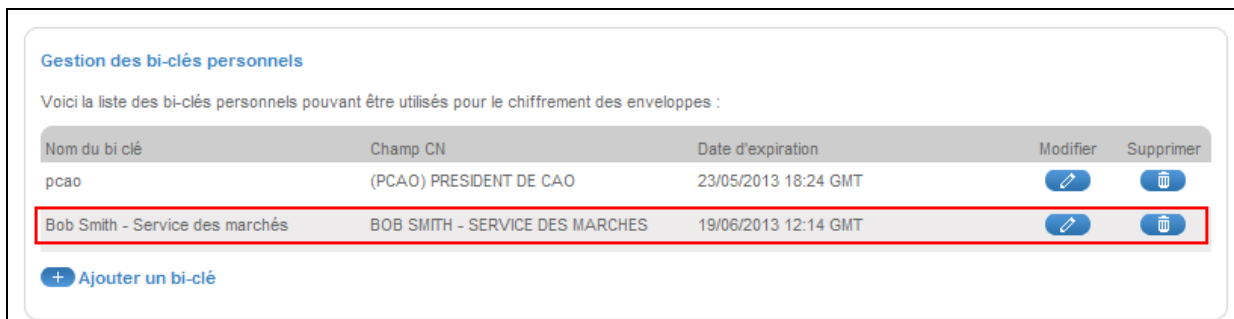 Gestion des bi-clés personnels
Voici la liste des bi-clés personnels pouvant être utilisés pour le chiffrement des enveloppes :
Nom du bi clé Champ CN Date d'expiration Modifier Supprimer
pcao (PCAO) PRESIDENT DE CAO 23/05/2013 18:24 GMT
Bob Smith - Service des marchés BOB SMITH - SERVICE DES MARCHES 19/06/2013 12:14 GMT
Ajouter un bi-clé